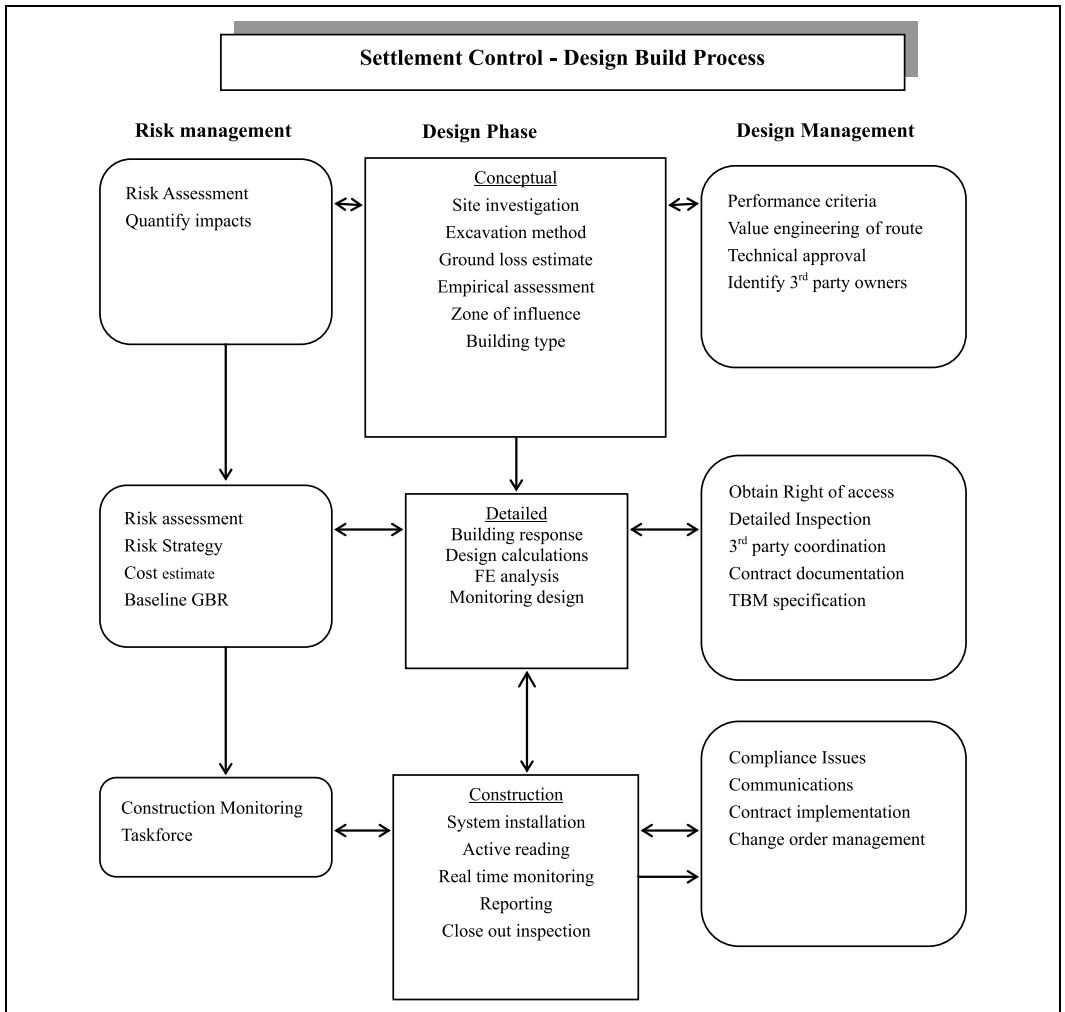 Settlement Control - Design Build Process
Risk management
Design Phase
Design Management
Risk Assessment
Quantify impacts
Conceptual
Site investigation
Excavation method
Ground loss estimate
Empirical assessment
Zone of influence
Building type
Performance criteria
Value engineering of route
Technical approval
Identify 3rd party owners
Risk assessment
Risk Strategy
Cost estimate
Baseline GBR
Detailed
Building response
Design calculations
FE analysis
Monitoring design
Obtain Right of access
Detailed Inspection
3rd party coordination
Contract documentation
TBM specification
Construction Monitoring
Taskforce
Construction
System installation
Active reading
Real time monitoring
Reporting
Close out inspection
Compliance Issues
Communications
Contract implementation
Change order management